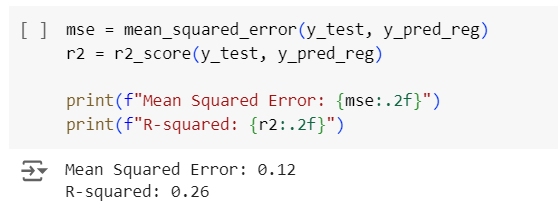 [ ] mse = mean_squared_error(y_test, y_pred_reg)
r2 = r2_score(y_test, y_pred_reg)
print(f"Mean Squared Error: {mse:.2f}")
print(f"R-squared: {r2:.2f}")
Mean Squared Error: 0.12
R-squared: 0.26